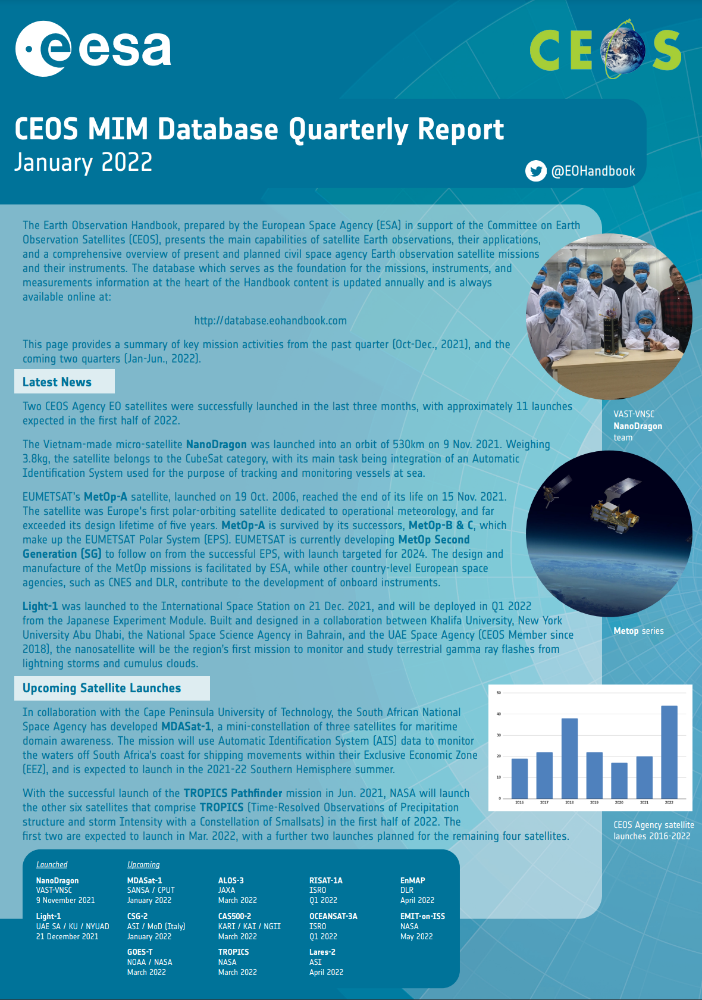 esa
CEOS
CEOS MIM Database Quarterly Report
January 2022
@EOHandbook
The Earth Observation Handbook, prepared by the European Space Agency (ESA) in support of the Committee on Earth
Observation Satellites (CEOS), presents the main capabilities of satellite Earth observations, their applications,
and a comprehensive overview of present and planned civil space agency Earth observation satellite missions
and their instruments. The database which serves as the foundation for the missions, instruments, and
measurements information at the heart of the Handbook content is updated annually and is always
available online at:
http://database.eohandbook.com
This page provides a summary of key mission activities from the past quarter (Oct-Dec., 2021), and the
coming two quarters (Jan-Jun., 2022).
Latest News
Two CEOS Agency EO satellites were successfully launched in the last three months, with approximately 11 launches
expected in the first half of 2022.
The Vietnam-made micro-satellite NanoDragon was launched into an orbit of 530km on 9 Nov. 2021. Weighing
3.8kg, the satellite belongs to the CubeSat category, with its main task being integration of an Automatic
Identification System used for the purpose of tracking and monitoring vessels at sea.
EUMETSAT's MetOp-A satellite, launched on 19 Oct. 2006, reached the end of its life on 15 Nov. 2021.
The satellite was Europe's first polar-orbiting satellite dedicated to operational meteorology, and far
exceeded its design lifetime of five years. MetOp-A is survived by its successors, MetOp-B & C, which
make up the EUMETSAT Polar System (EPS). EUMETSAT is currently developing MetOp Second
Generation (SG) to follow on from the successful EPS, with launch targeted for 2024. The design and
manufacture of the MetOp missions is facilitated by ESA, while other country-level European space
agencies, such as CNES and DLR, contribute to the development of onboard instruments.
Light-1 was launched to the International Space Station on 21 Dec. 2021, and will be deployed in Q1 2022
from the Japanese Experiment Module. Built and designed in a collaboration between Khalifa University, New York
University Abu Dhabi, the National Space Science Agency in Bahrain, and the UAE Space Agency (CEOS Member since
2018), the nanosatellite will be the region's first mission to monitor and study terrestrial gamma ray flashes from
lightning storms and cumulus clouds.
VAST-VNSC
NanoDragon
team
Metop series
Upcoming Satellite Launches
In collaboration with the Cape Peninsula University of Technology, the South African National
Space Agency has developed MDASat-1, a mini-constellation of three satellites for maritime
domain awareness. The mission will use Automatic Identification System (AIS) data to monitor
the waters off South Africa's coast for shipping movements within their Exclusive Economic Zone
(EEZ), and is expected to launch in the 2021-22 Southern Hemisphere summer.
With the successful launch of the TROPICS Pathfinder mission in Jun. 2021, NASA will launch
the other six satellites that comprise TROPICS (Time-Resolved Observations of Precipitation
structure and storm Intensity with a Constellation of Smallsats) in the first half of 2022. The
first two are expected to launch in Mar. 2022, with a further two launches planned for the remaining four satellites.
50
40
30
20
10
0
2016 2017 2018 2019 2020 2021 2022
CEOS Agency satellite
launches 2016-2022
Launched
NanoDragon
VAST-VNSC
9 November 2021
Light-1
UAE SA / KU / NYUAD
21 December 2021
Upcoming
MDASat-1
SANSA / CPUT
January 2022
CSG-2
ASI / MoD (Italy)
January 2022
GOES-T
NOAA / NASA
March 2022
ALOS-3
JAXA
March 2022
CAS500-2
KARI / KAI / NGII
March 2022
TROPICS
NASA
March 2022
RISAT-1A
ISRO
Q1 2022
OCEANSAT-3A
ISRO
Q1 2022
Lares-2
ASI
April 2022
EnMAP
DLR
April 2022
EMIT-on-ISS
NASA
May 2022